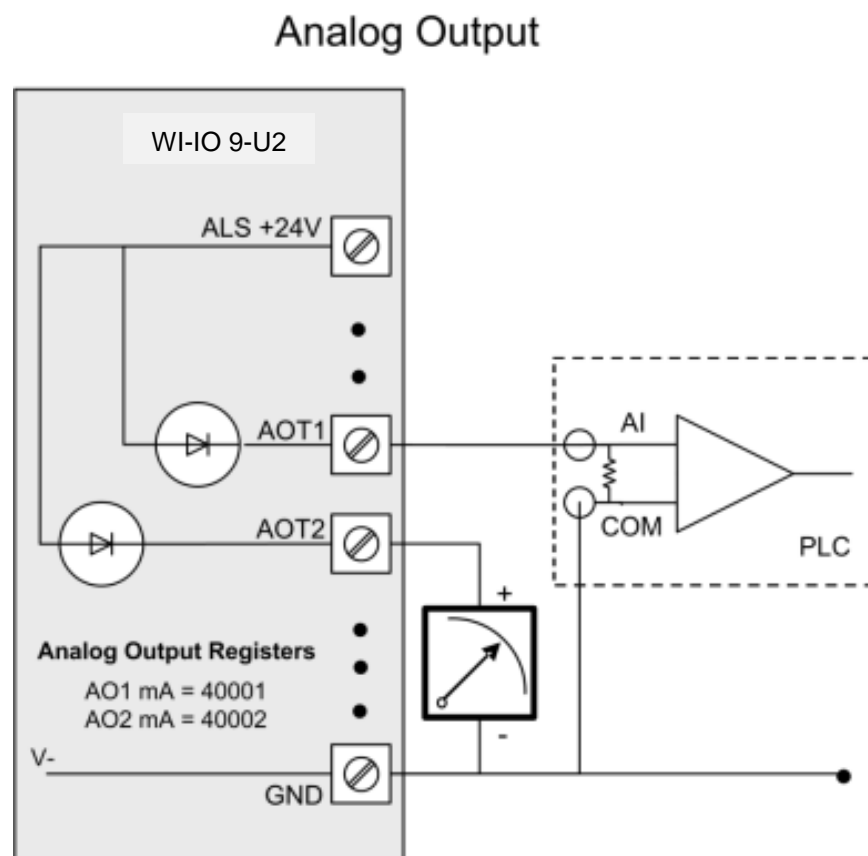 Analog Output
WI-IO 9-U2
ALS +24V
AOT1
AI
AOT2
COM
PLC
+
Analog Output Registers
AO1 mA = 40001
AO2 mA = 40002
-
V-
GND